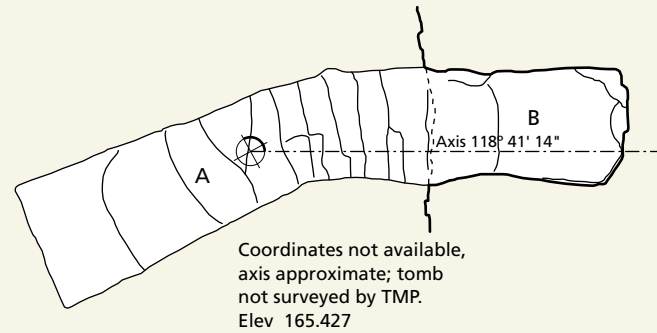 B
Axis 118° 41' 14"
A
Coordinates not available,
axis approximate; tomb
not surveyed by TMP.
Elev 165.427